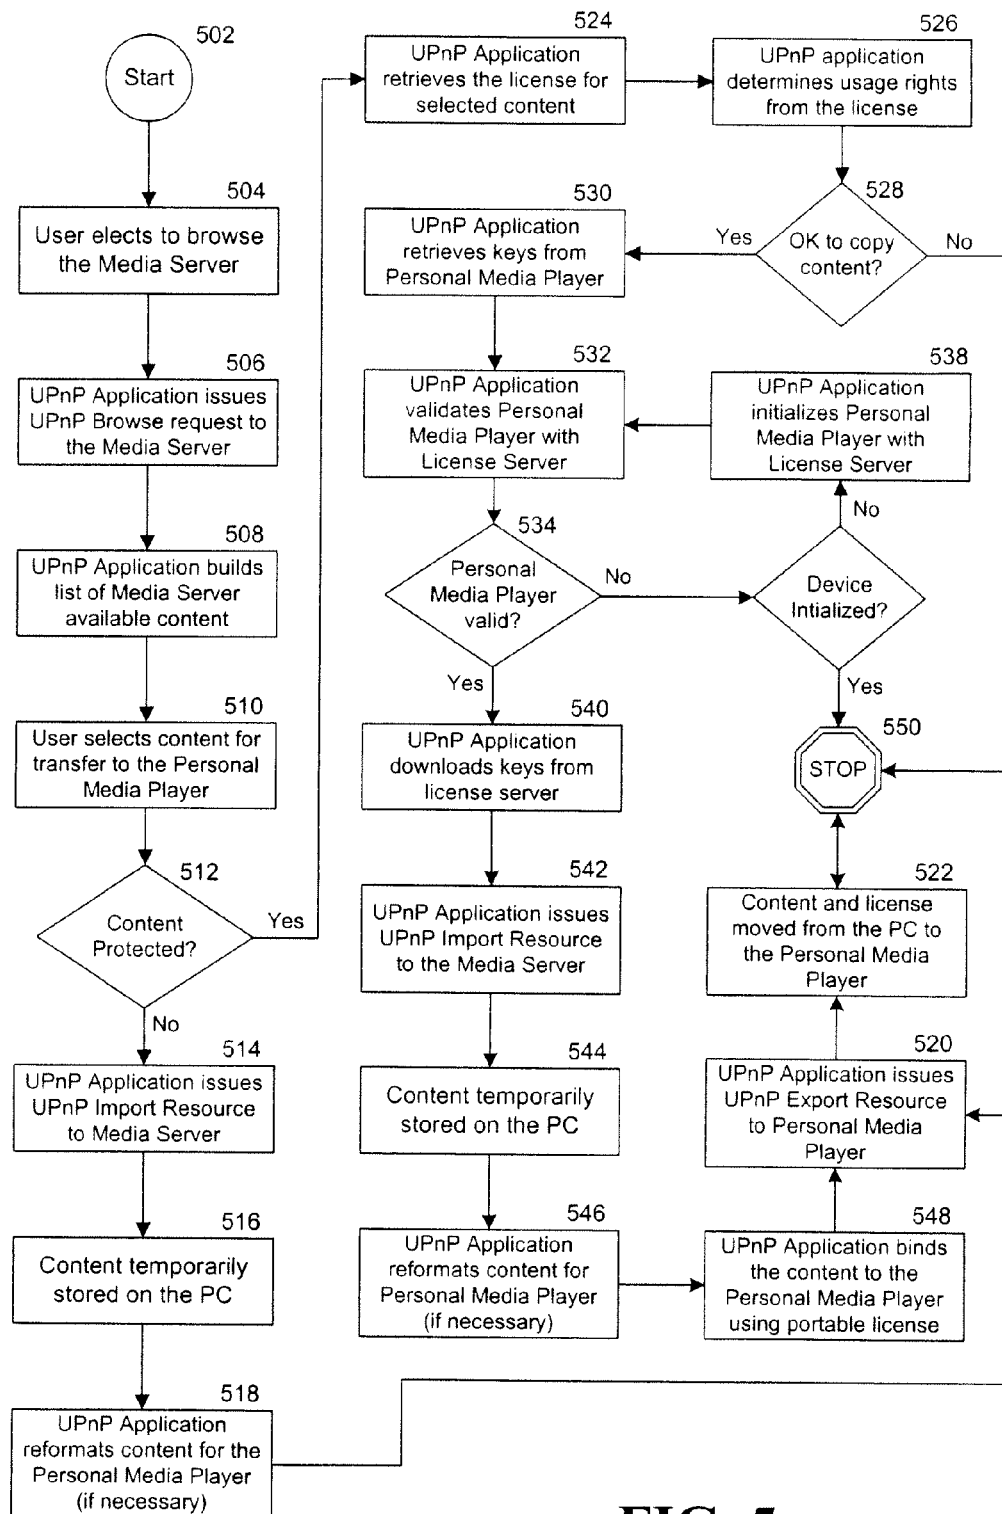 502
Start
504
User elects to browse
the Media Server
506
UPnP Application issues
UPnP Browse request to
the Media Server
508
UPnP Application builds
list of Media Server
available content
510
User selects content for
transfer to the Personal
Media Player
512
Content
Protected?
Yes
No
514
UPnP Application issues
UPnP Import Resource
to Media Server
516
Content temporarily
stored on the PC
518
UPnP Application
reformats content for the
Personal Media Player
(if necessary)
524
UPnP Application
retrieves the license for
selected content
526
UPnP application
determines usage rights
from the license
528
OK to copy
content?
Yes
No
530
UPnP Application
retrieves keys from
Personal Media Player
532
UPnP Application
validates Personal
Media Player with
License Server
534
Personal
Media Player
valid?
No
Yes
Device
Intialized?
No
Yes
538
UPnP Application
initializes Personal
Media Player with
License Server
540
UPnP Application
downloads keys from
license server
542
UPnP Application issues
UPnP Import Resource
to the Media Server
544
Content temporarily
stored on the PC
546
UPnP Application
reformats content for
Personal Media Player
(if necessary)
548
UPnP Application binds
the content to the
Personal Media Player
using portable license
520
UPnP Application issues
UPnP Export Resource
to Personal Media
Player
522
Content and license
moved from the PC to
the Personal Media
Player
550
STOP